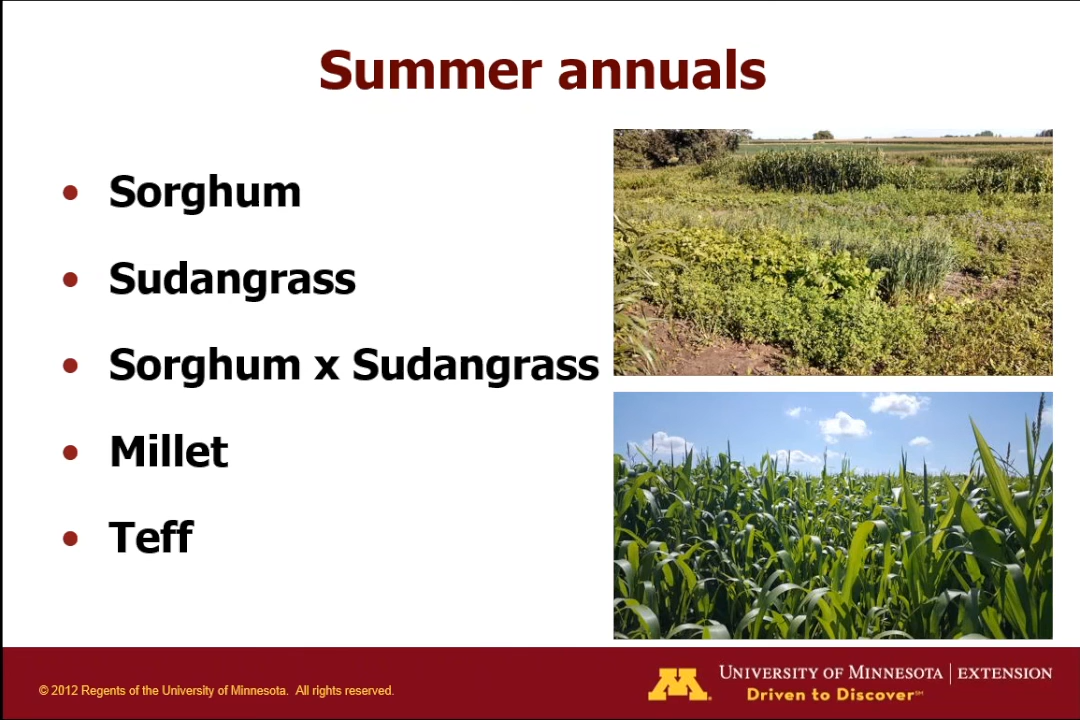 Summer annuals
• Sorghum
• Sudangrass
• Sorghum x Sudangrass
• Millet
• Teff
© 2012 Regents of the University of Minnesota. All rights reserved.
M.
UNIVERSITY OF MINNESOTA | EXTENSION
Driven to Discover℠